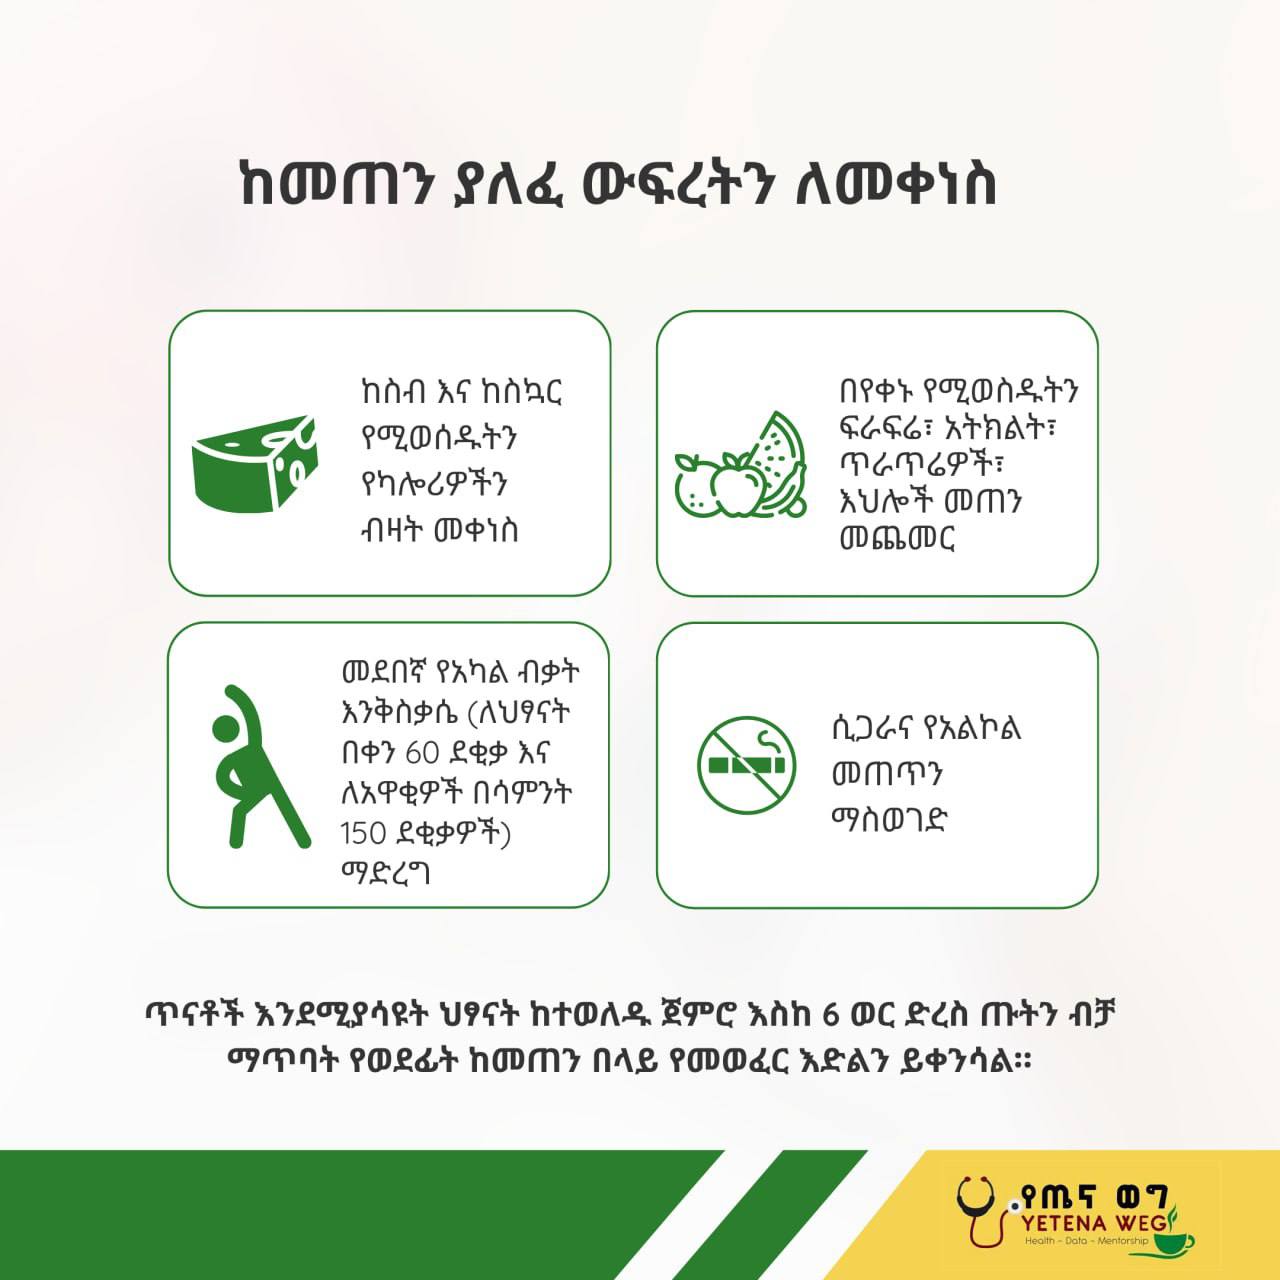 ከመጠን ያለፈ ውፍረትን ለመቀነስ
ከስብ እና ከስኳር
የሚወሰዱትን
የካሎሪዎችን
ብዛት መቀነስ
በየቀኑ የሚወስዱትን
ፍራፍሬ፣ አትክልት፣
ጥራጥሬዎች፣
እህሎች መጠን
መጨመር
መደበኛ የአካል ብቃት
እንቅስቃሴ (ለህፃናት
በቀን 60 ደቂቃ እና
ለአዋቂዎች በሳምንት
150 ደቂቃዎች)
ማድረግ
ሲጋራና የአልኮል
መጠጥን
ማስወገድ
ጥናቶች እንደሚያሳዩት ህፃናት ከተወለዱ ጀምሮ እስከ 6 ወር ድረስ ጡትን ብቻ
ማጥባት የወደፊት ከመጠን በላይ የመወፈር እድልን ይቀንሳል።
የጤና ወግ
YETENA WEG
Health - Data - Mentorship